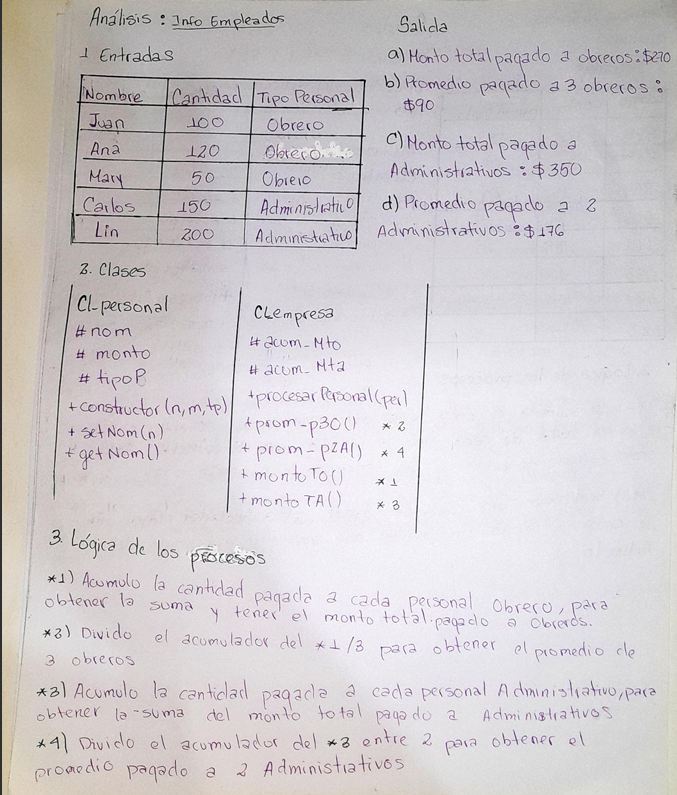 Análisis: Info Empleados
1 Entradas
Nombre Cantidad Tipo Personal
Juan 100 Obrero
Ana 120 Obrero
Mary 50 Obrero
Carlos 150 Administrativo
Lin 200 Administrativo
Salida
a) Monto total pagado a obreros: $270
b) Promedio pagado a 3 obreros:
$90
c) Monto total pagado a
Administrativos: $350
d) Promedio pagado a 2
Administrativos: $176
2. Clases
CL-personal
# nom
# monto
# tipoP
+ constructor (n, m, tp)
+ setNom(n)
+ getNom()
CLempresa
# acum_Mto
# acum_Mta
+ procesarPersonal(per)
+ prom-p3O() *2
+ prom-p2A() *4
+ montoTO() *1
+ montoTA() *3
3. Lógica de los procesos
*1) Acumulo la cantidad pagada a cada personal Obrero, para
obtener la suma y tener el monto total pagado a Obreros.
*2) Divido el acumulador del *1/3 para obtener el promedio de
3 obreros
*3) Acumulo la cantidad pagada a cada personal Administrativo, para
obtener la suma del monto total pagado a Administrativos
*4) Divido el acumulador del *3 entre 2 para obtener el
promedio pagado a 2 Administrativos